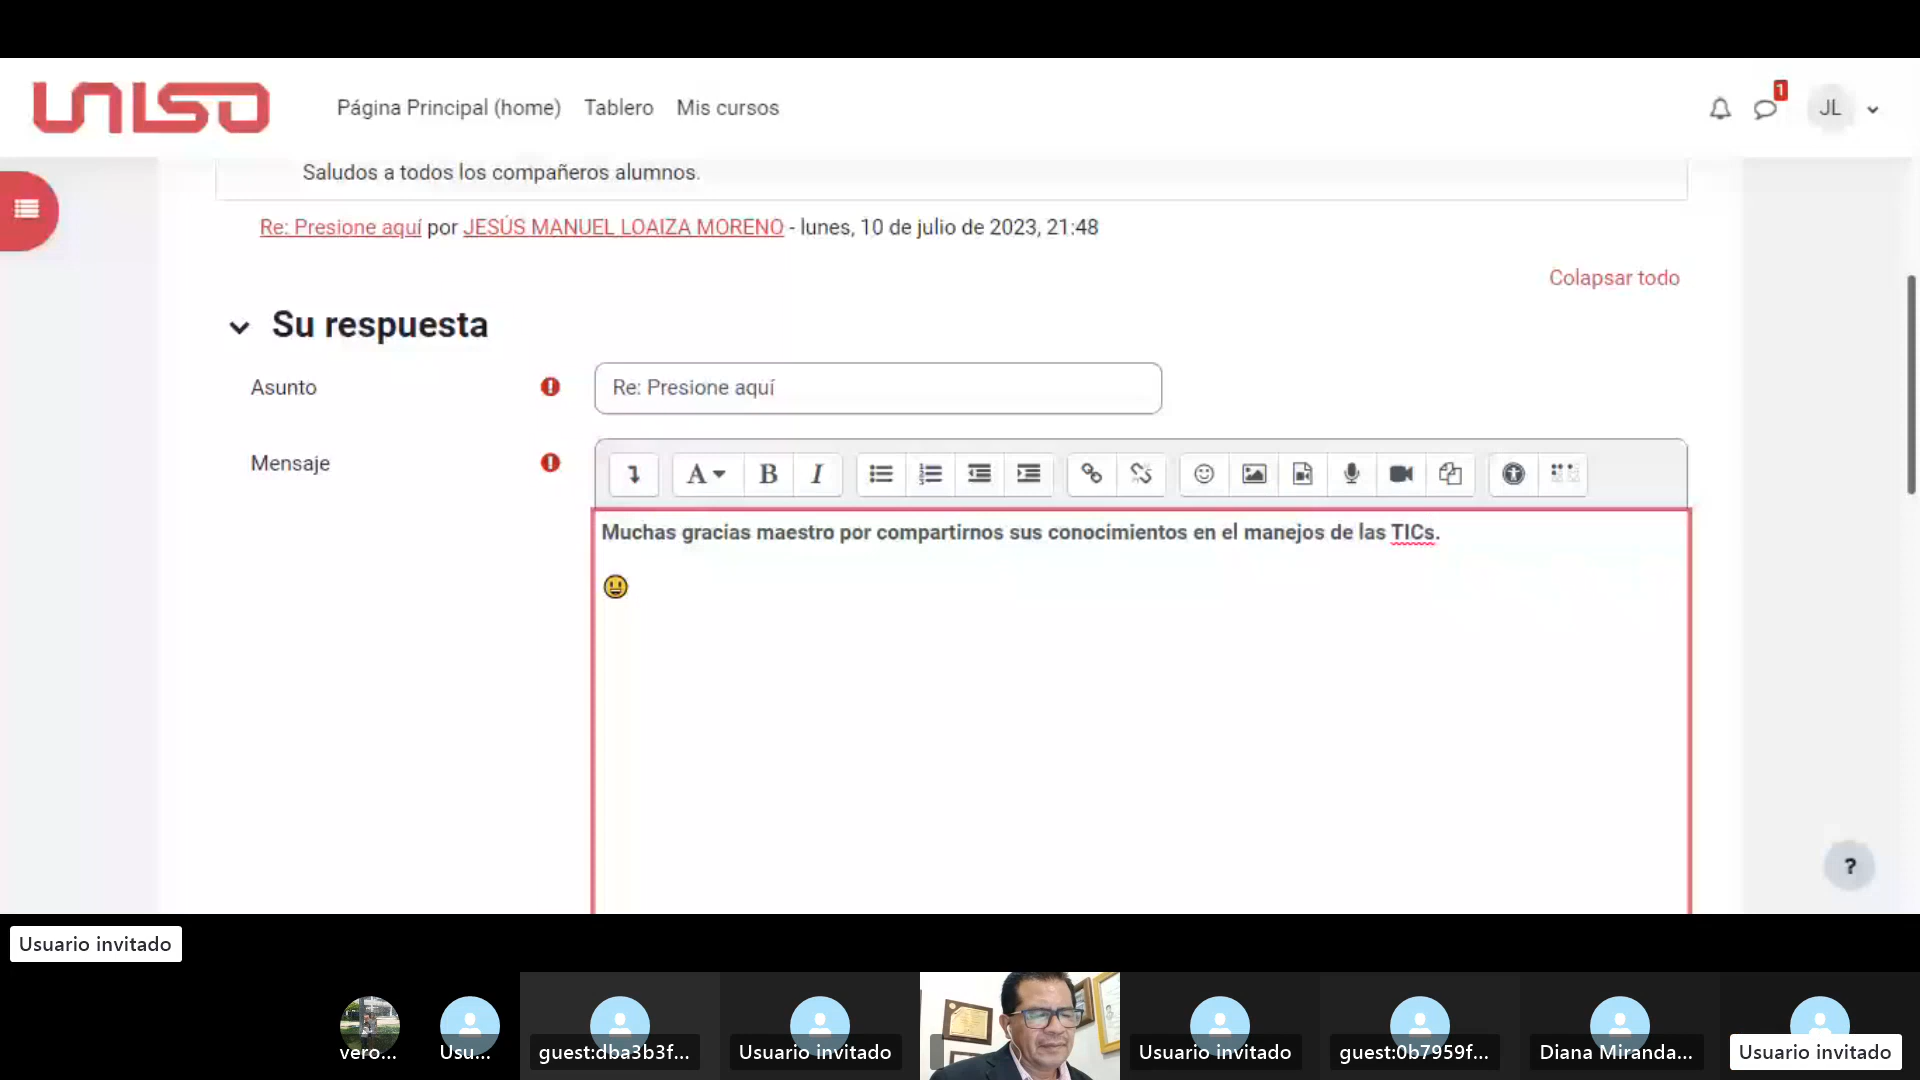 UNISO
Página Principal (home) Tablero Mis cursos
1
JL
Saludos a todos los compañeros alumnos.
Re: Presione aquí por JESÚS MANUEL LOAIZA MORENO - lunes, 10 de julio de 2023, 21:48
Colapsar todo
Su respuesta
Asunto
Re: Presione aquí
Mensaje
A B I
Muchas gracias maestro por compartirnos sus conocimientos en el manejos de las TICs.
?
Usuario invitado
vero... Usu... guest:dba3b3f... Usuario invitado Usuario invitado guest:0b7959f... Diana Miranda... Usuario invitado